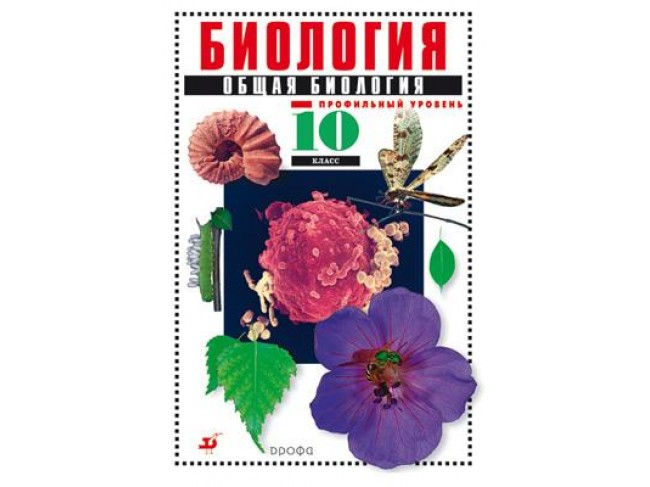 БИОЛОГИЯ
ОБЩАЯ БИОЛОГИЯ
ПРОФИЛЬНЫЙ УРОВЕНЬ
10
КЛАСС
дрофа